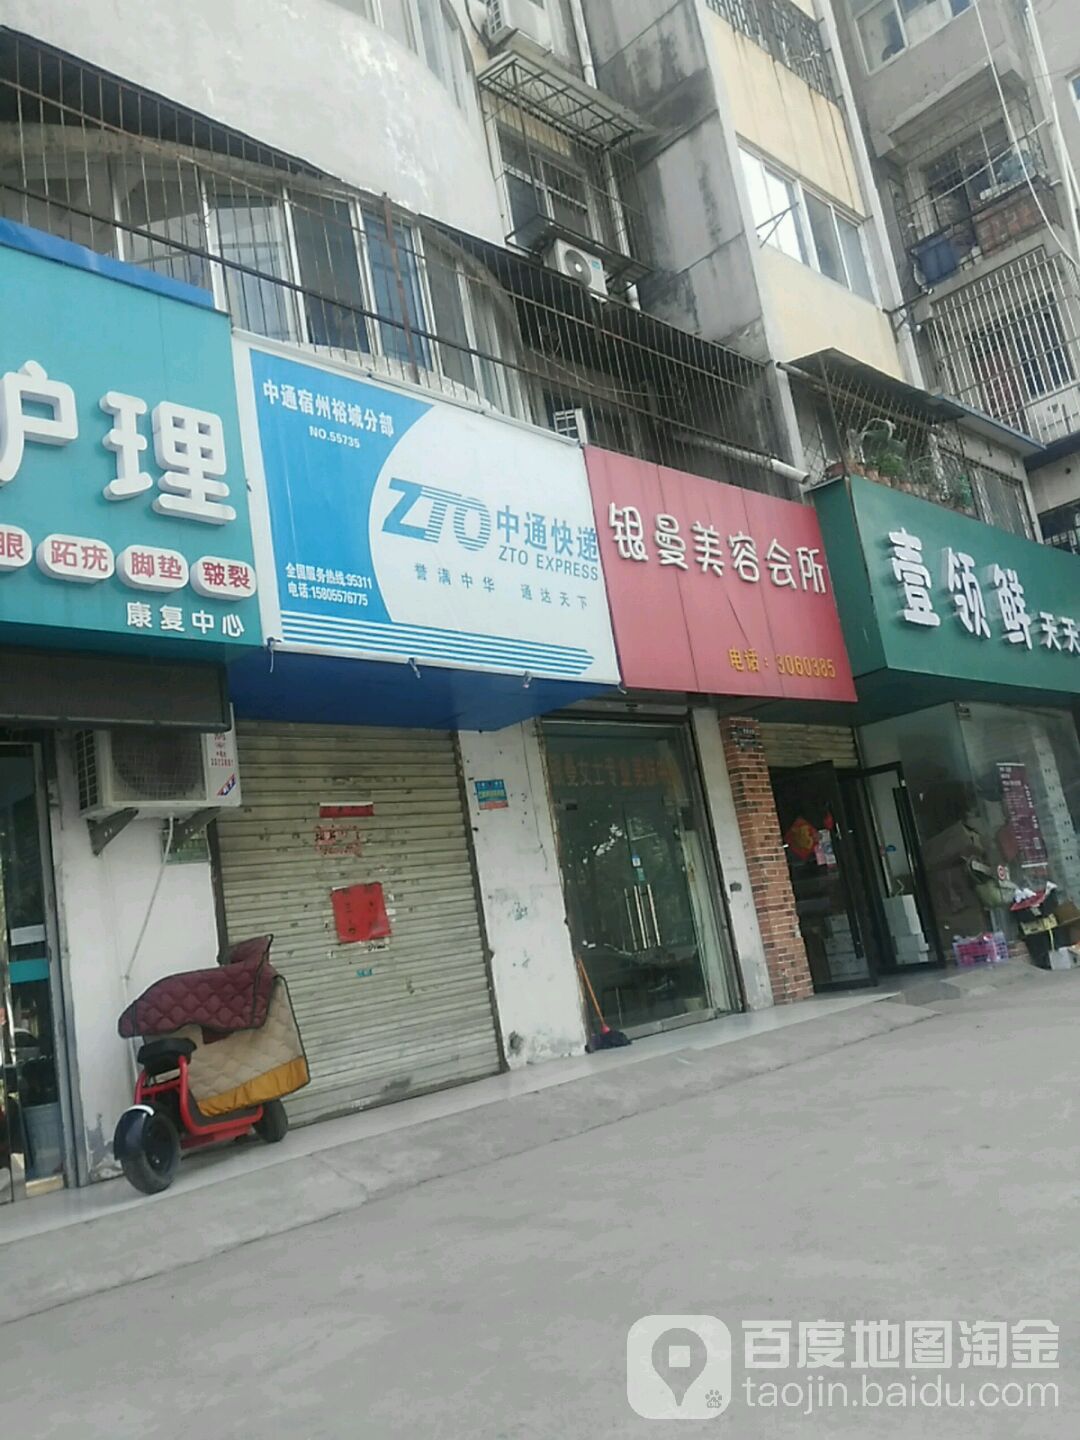 护理
眼 跖疣 脚垫 皲裂
康复中心
中通宿州裕城分部
NO.55735
ZTO 中通快递
ZTO EXPRESS
誉满中华 通达天下
全国服务热线:95311
电话:15805576775
银曼美容会所
电话:3060385
壹领鲜 天天
百度地图淘金
taojin.baidu.com